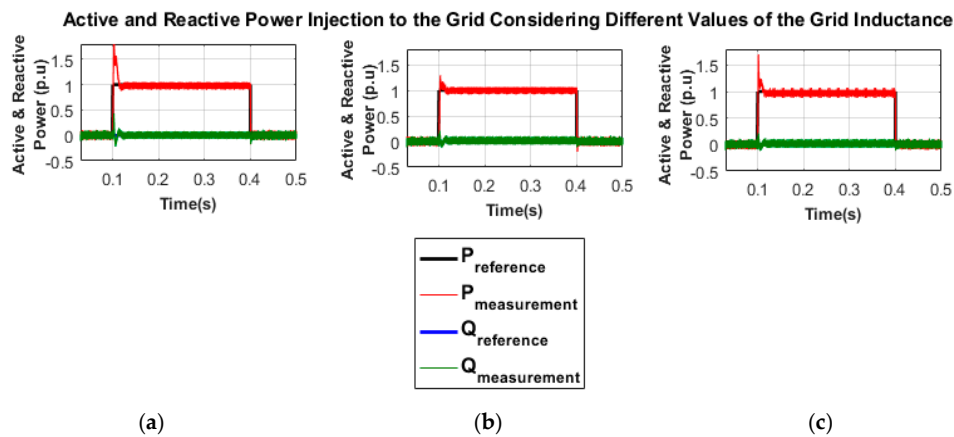 Active and Reactive Power Injection to the Grid Considering Different Values of the Grid Inductance
Active & Reactive
Power (p.u)
1.5
1
0.5
0
-0.5
0.1
0.2
0.3
0.4
0.5
Time(s)
Active & Reactive
Power (p.u)
1.5
1
0.5
0
-0.5
0.1
0.2
0.3
0.4
0.5
Time(s)
Active & Reactive
Power (p.u)
1.5
1
0.5
0
-0.5
0.1
0.2
0.3
0.4
0.5
Time(s)
P reference
P measurement
Q reference
Q measurement
(a)
(b)
(c)